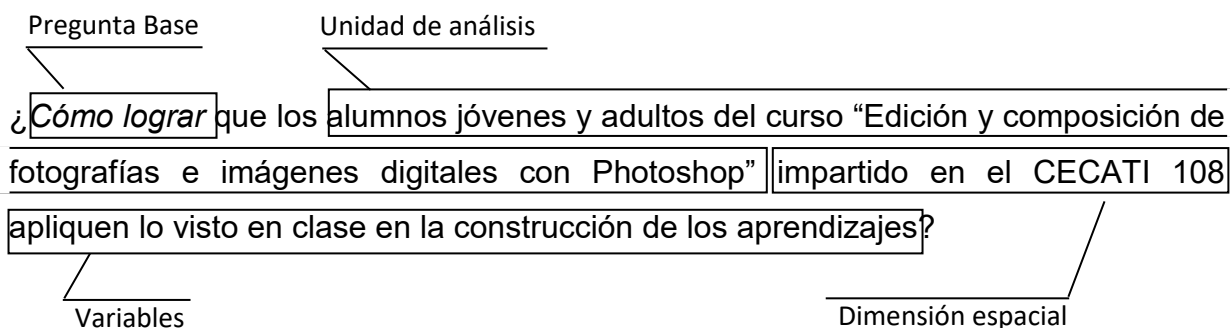 Pregunta Base Unidad de análisis
¿Cómo lograr que los alumnos jóvenes y adultos del curso “Edición y composición de
fotografías e imágenes digitales con Photoshop” impartido en el CECATI 108
apliquen lo visto en clase en la construcción de los aprendizajes?
Variables Dimensión espacial